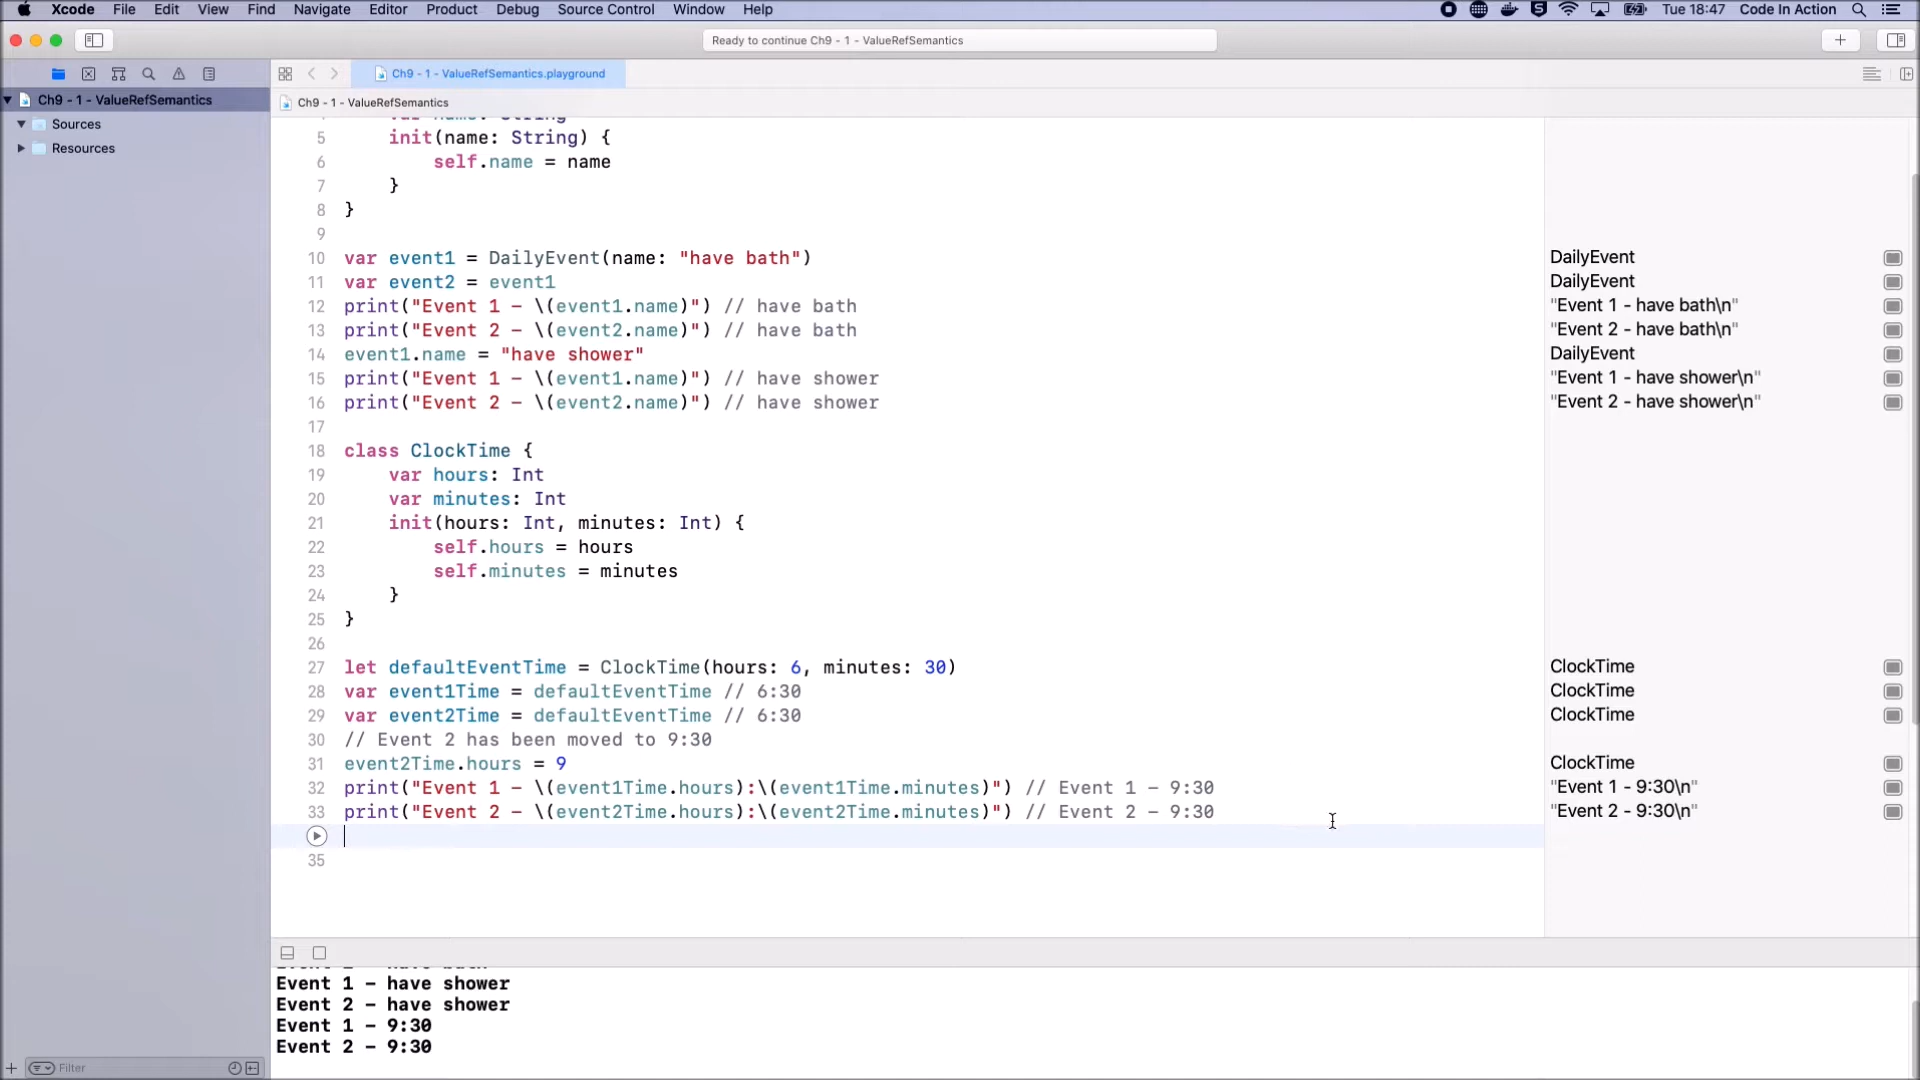 Xcode File Edit View Find Navigate Editor Product Debug Source Control Window Help Tue 18:47 Code In Action
Ready to continue Ch9 - 1 - ValueRefSemantics
Ch9 - 1 - ValueRefSemantics.playground
Ch9 - 1 - ValueRefSemantics
Ch9 - 1 - ValueRefSemantics
Sources
Resources
var name: String
5 init(name: String) {
6 self.name = name
7 }
8 }
9
10 var event1 = DailyEvent(name: "have bath") DailyEvent
11 var event2 = event1 DailyEvent
12 print("Event 1 - \(event1.name)") // have bath "Event 1 - have bath\n"
13 print("Event 2 - \(event2.name)") // have bath "Event 2 - have bath\n"
14 event1.name = "have shower" DailyEvent
15 print("Event 1 - \(event1.name)") // have shower "Event 1 - have shower\n"
16 print("Event 2 - \(event2.name)") // have shower "Event 2 - have shower\n"
17
18 class ClockTime {
19 var hours: Int
20 var minutes: Int
21 init(hours: Int, minutes: Int) {
22 self.hours = hours
23 self.minutes = minutes
24 }
25 }
26
27 let defaultEventTime = ClockTime(hours: 6, minutes: 30) ClockTime
28 var event1Time = defaultEventTime // 6:30 ClockTime
29 var event2Time = defaultEventTime // 6:30 ClockTime
30 // Event 2 has been moved to 9:30
31 event2Time.hours = 9 ClockTime
32 print("Event 1 - \(event1Time.hours):\(event1Time.minutes)") // Event 1 - 9:30 "Event 1 - 9:30\n"
33 print("Event 2 - \(event2Time.hours):\(event2Time.minutes)") // Event 2 - 9:30 "Event 2 - 9:30\n"
35
Event 1 - have shower
Event 2 - have shower
Event 1 - 9:30
Event 2 - 9:30
Filter